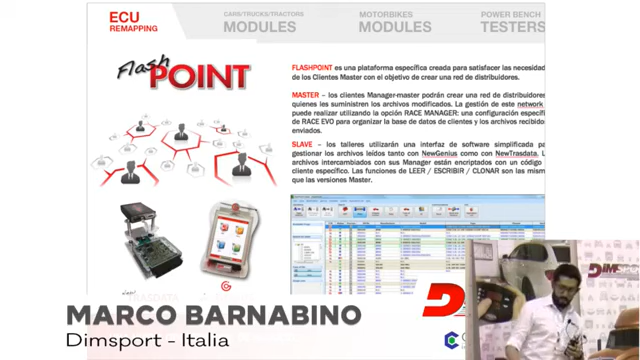 ECU
REMAPPING
CARS/TRUCKS/TRACTORS
MODULES
MOTORBIKES
MODULES
POWER BENCH
TESTERS
Flash POINT
FLASHPOINT es una plataforma específica creada para satisfacer las necesidad
de los Clientes Master con el objetivo de crear una red de distribuidores.
MASTER – los clientes Manager-master podrán crear una red de distribuidores
quienes les suministren los archivos modificados. La gestión de este network
puede realizar utilizando la opción RACE MANAGER: una configuración específi
de RACE EVO para organizar la base de datos de clientes y los archivos recibido
enviados.
SLAVE – los talleres utilizarán una interfaz de software simplificada pa
gestionar los archivos leídos tanto con NewGenius como con NewTrasdata. L
archivos intercambiados con sus Manager están encriptados con un código
cliente específico. Las funciones de LEER / ESCRIBIR / CLONAR son las mism
que las versiones Master.
TRASDATA
MARCO BARNABINO
Dimsport - Italia